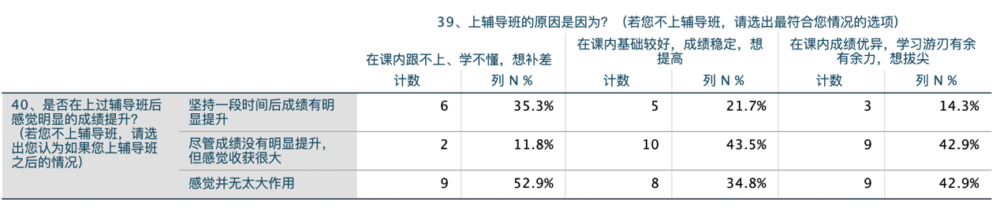 39、上辅导班的原因是因为？（若您不上辅导班，请选出最符合您情况的选项）
在课内跟不上、学不懂，想补差
在课内基础较好，成绩稳定，想
提高
在课内成绩优异，学习游刃有余
有余力，想拔尖
计数 列 N % 计数 列 N % 计数 列 N %
40、是否在上过辅导班后
感觉明显的成绩提升？
（若您不上辅导班，请选
出您认为如果您上辅导班
之后的情况）
坚持一段时间后成绩有明
显提升
6 35.3% 5 21.7% 3 14.3%
尽管成绩没有明显提升，
但感觉收获很大
2 11.8% 10 43.5% 9 42.9%
感觉并无太大作用 9 52.9% 8 34.8% 9 42.9%